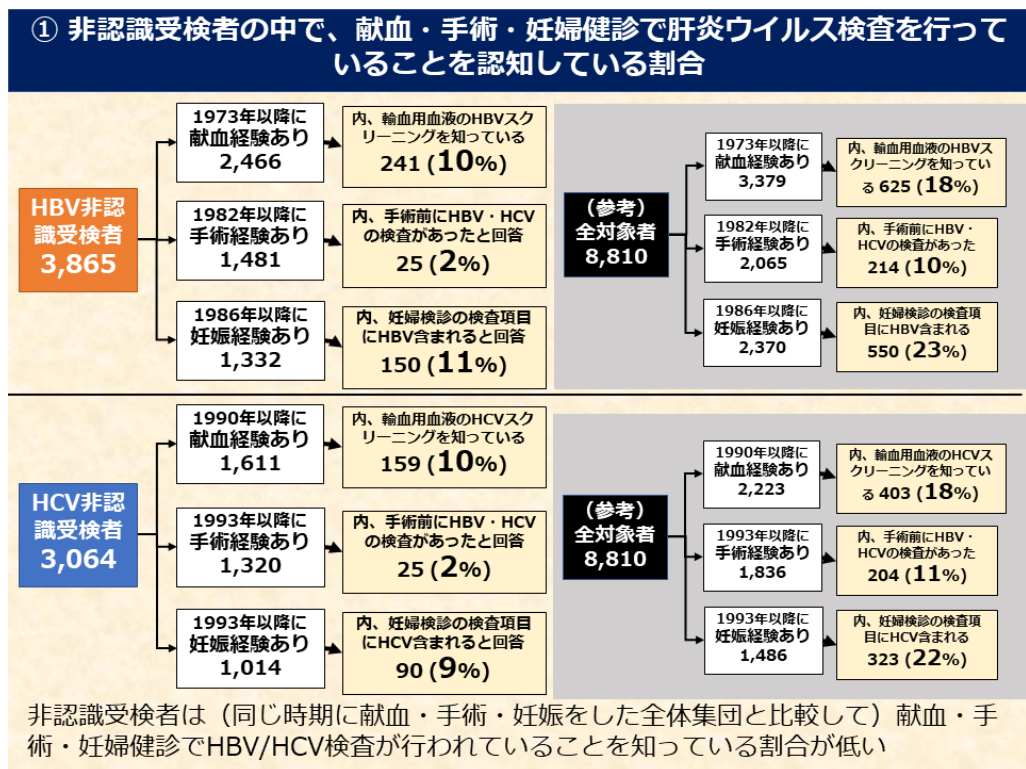 ① 非認識受検者の中で、献血・手術・妊婦健診で肝炎ウイルス検査を行って
いることを認知している割合
HBV非認
識受検者
3,865
1973年以降に
献血経験あり
2,466
内、輸血用血液のHBVスク
リーニングを知っている
241 (10%)
1982年以降に
手術経験あり
1,481
内、手術前にHBV・HCV
の検査があったと回答
25 (2%)
1986年以降に
妊娠経験あり
1,332
内、妊婦検診の検査項目
にHBV含まれると回答
150 (11%)
（参考）
全対象者
8,810
1973年以降に
献血経験あり
3,379
内、輸血用血液のHBVス
クリーニングを知ってい
る 625 (18%)
1982年以降に
手術経験あり
2,065
内、手術前にHBV・
HCVの検査があった
214 (10%)
1986年以降に
妊娠経験あり
2,370
内、妊婦検診の検査項
目にHBV含まれる
550 (23%)
HCV非認
識受検者
3,064
1990年以降に
献血経験あり
1,611
内、輸血用血液のHCVスク
リーニングを知っている
159 (10%)
1993年以降に
手術経験あり
1,320
内、手術前にHBV・HCV
の検査があったと回答
25 (2%)
1993年以降に
妊娠経験あり
1,014
内、妊婦検診の検査項目
にHCV含まれると回答
90 (9%)
（参考）
全対象者
8,810
1990年以降に
献血経験あり
2,223
内、輸血用血液のHCVス
クリーニングを知ってい
る 403 (18%)
1993年以降に
手術経験あり
1,836
内、手術前にHBV・
HCVの検査があった
204 (11%)
1993年以降に
妊娠経験あり
1,486
内、妊婦検診の検査項
目にHCV含まれる
323 (22%)
非認識受検者は（同じ時期に献血・手術・妊娠をした全体集団と比較して）献血・手
術・妊婦健診でHBV/HCV検査が行われていることを知っている割合が低い